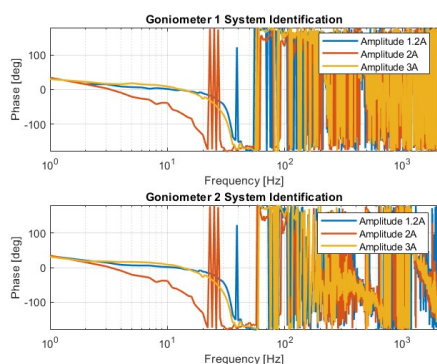 Goniometer 1 System Identification
Amplitude 1.2A
Amplitude 2A
Amplitude 3A
Phase [deg]
100
0
-100
10^0
10^1
10^2
10^3
Frequency [Hz]
Goniometer 2 System Identification
Amplitude 1.2A
Amplitude 2A
Amplitude 3A
Phase [deg]
100
0
-100
10^0
10^1
10^2
10^3
Frequency [Hz]